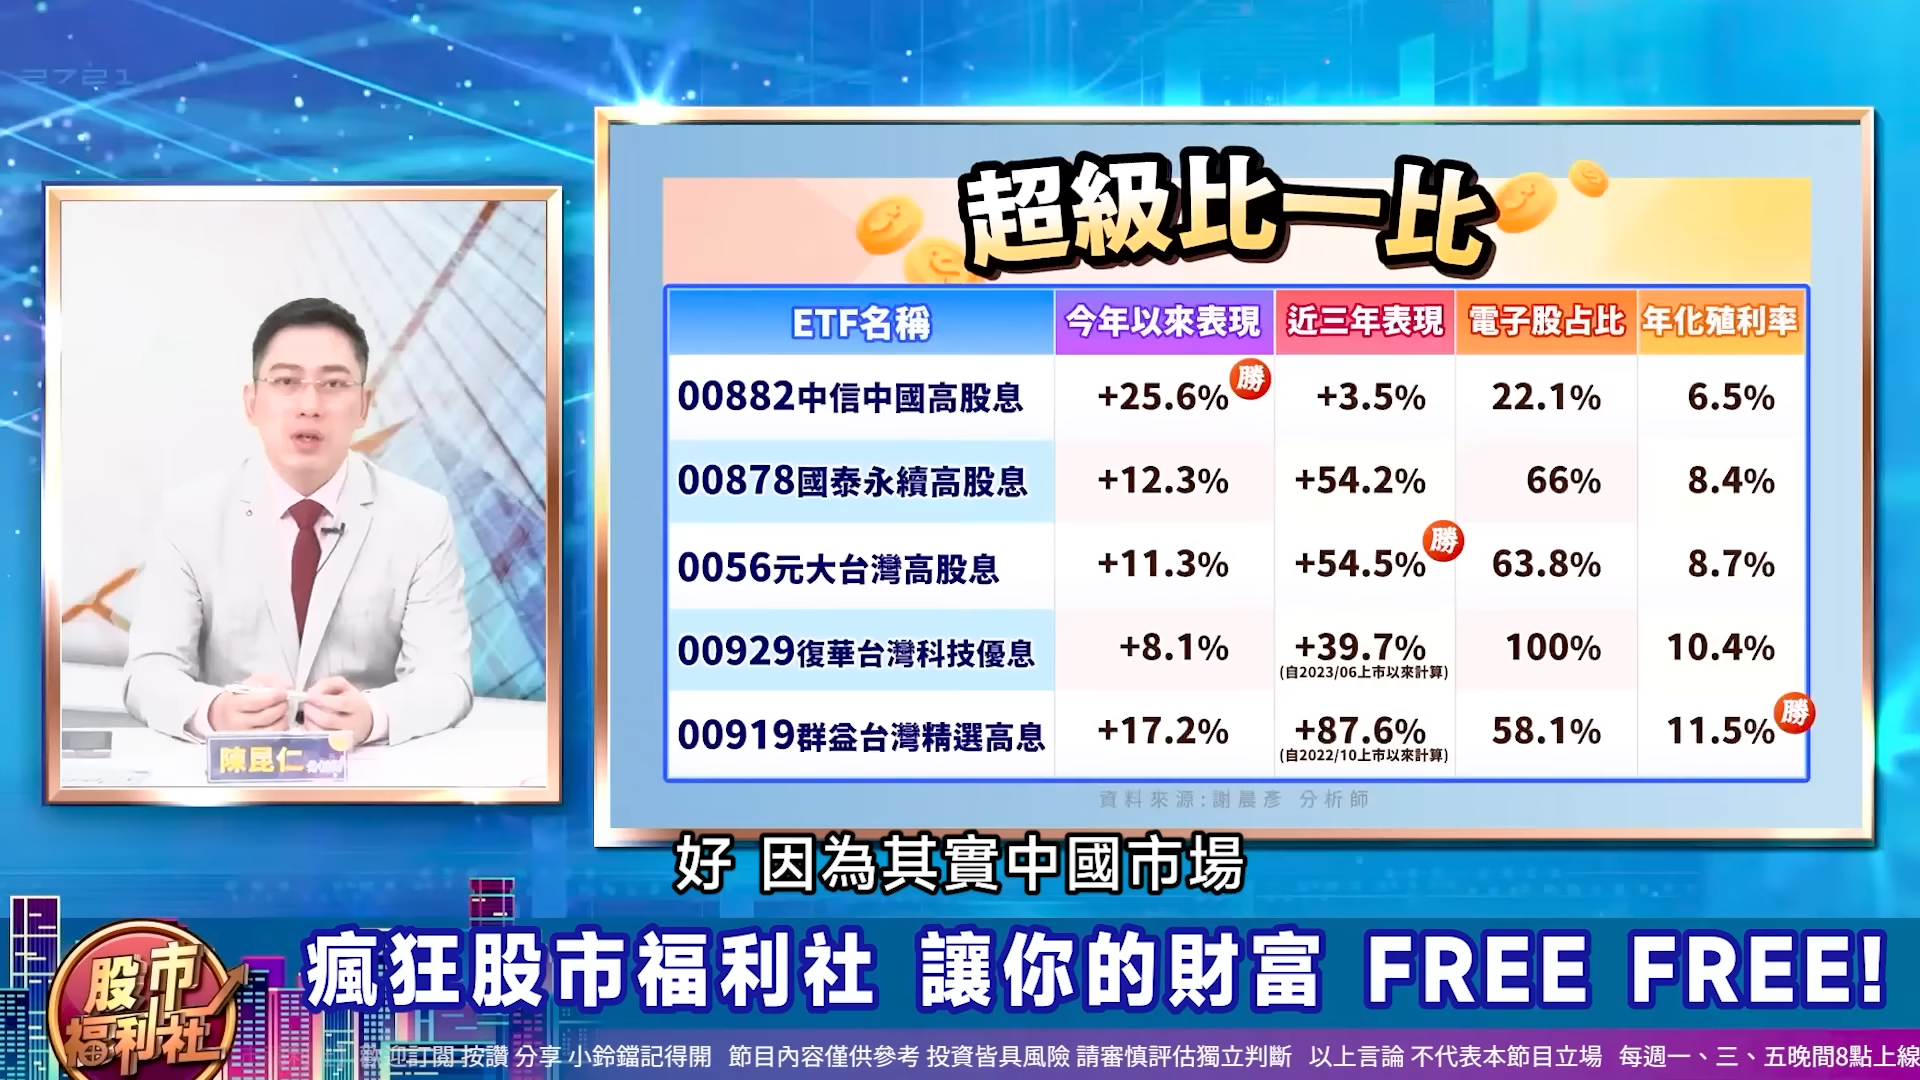 超級比一比
ETF名稱 今年以來表現 近三年表現 電子股占比 年化殖利率
00882中信中國高股息 +25.6% 勝 +3.5% 22.1% 6.5%
00878國泰永續高股息 +12.3% +54.2% 66% 8.4%
0056元大台灣高股息 +11.3% +54.5% 勝 63.8% 8.7%
00929復華台灣科技優息 +8.1% +39.7% 100% 10.4%
(自2023/06上市以來計算)
00919群益台灣精選高息 +17.2% +87.6% 58.1% 11.5% 勝
(自2022/10上市以來計算)
資料來源:謝晨彥 分析師
陳昆仁
好 因為其實中國市場
瘋狂股市福利社 讓你的財富 FREE FREE!
股市
福利社
歡迎訂閱 按讚 分享 小鈴鐺記得開 節目內容僅供參考 投資皆具風險 請審慎評估獨立判斷 以上言論 不代表本節目立場 每週一、三、五晚間8點上線